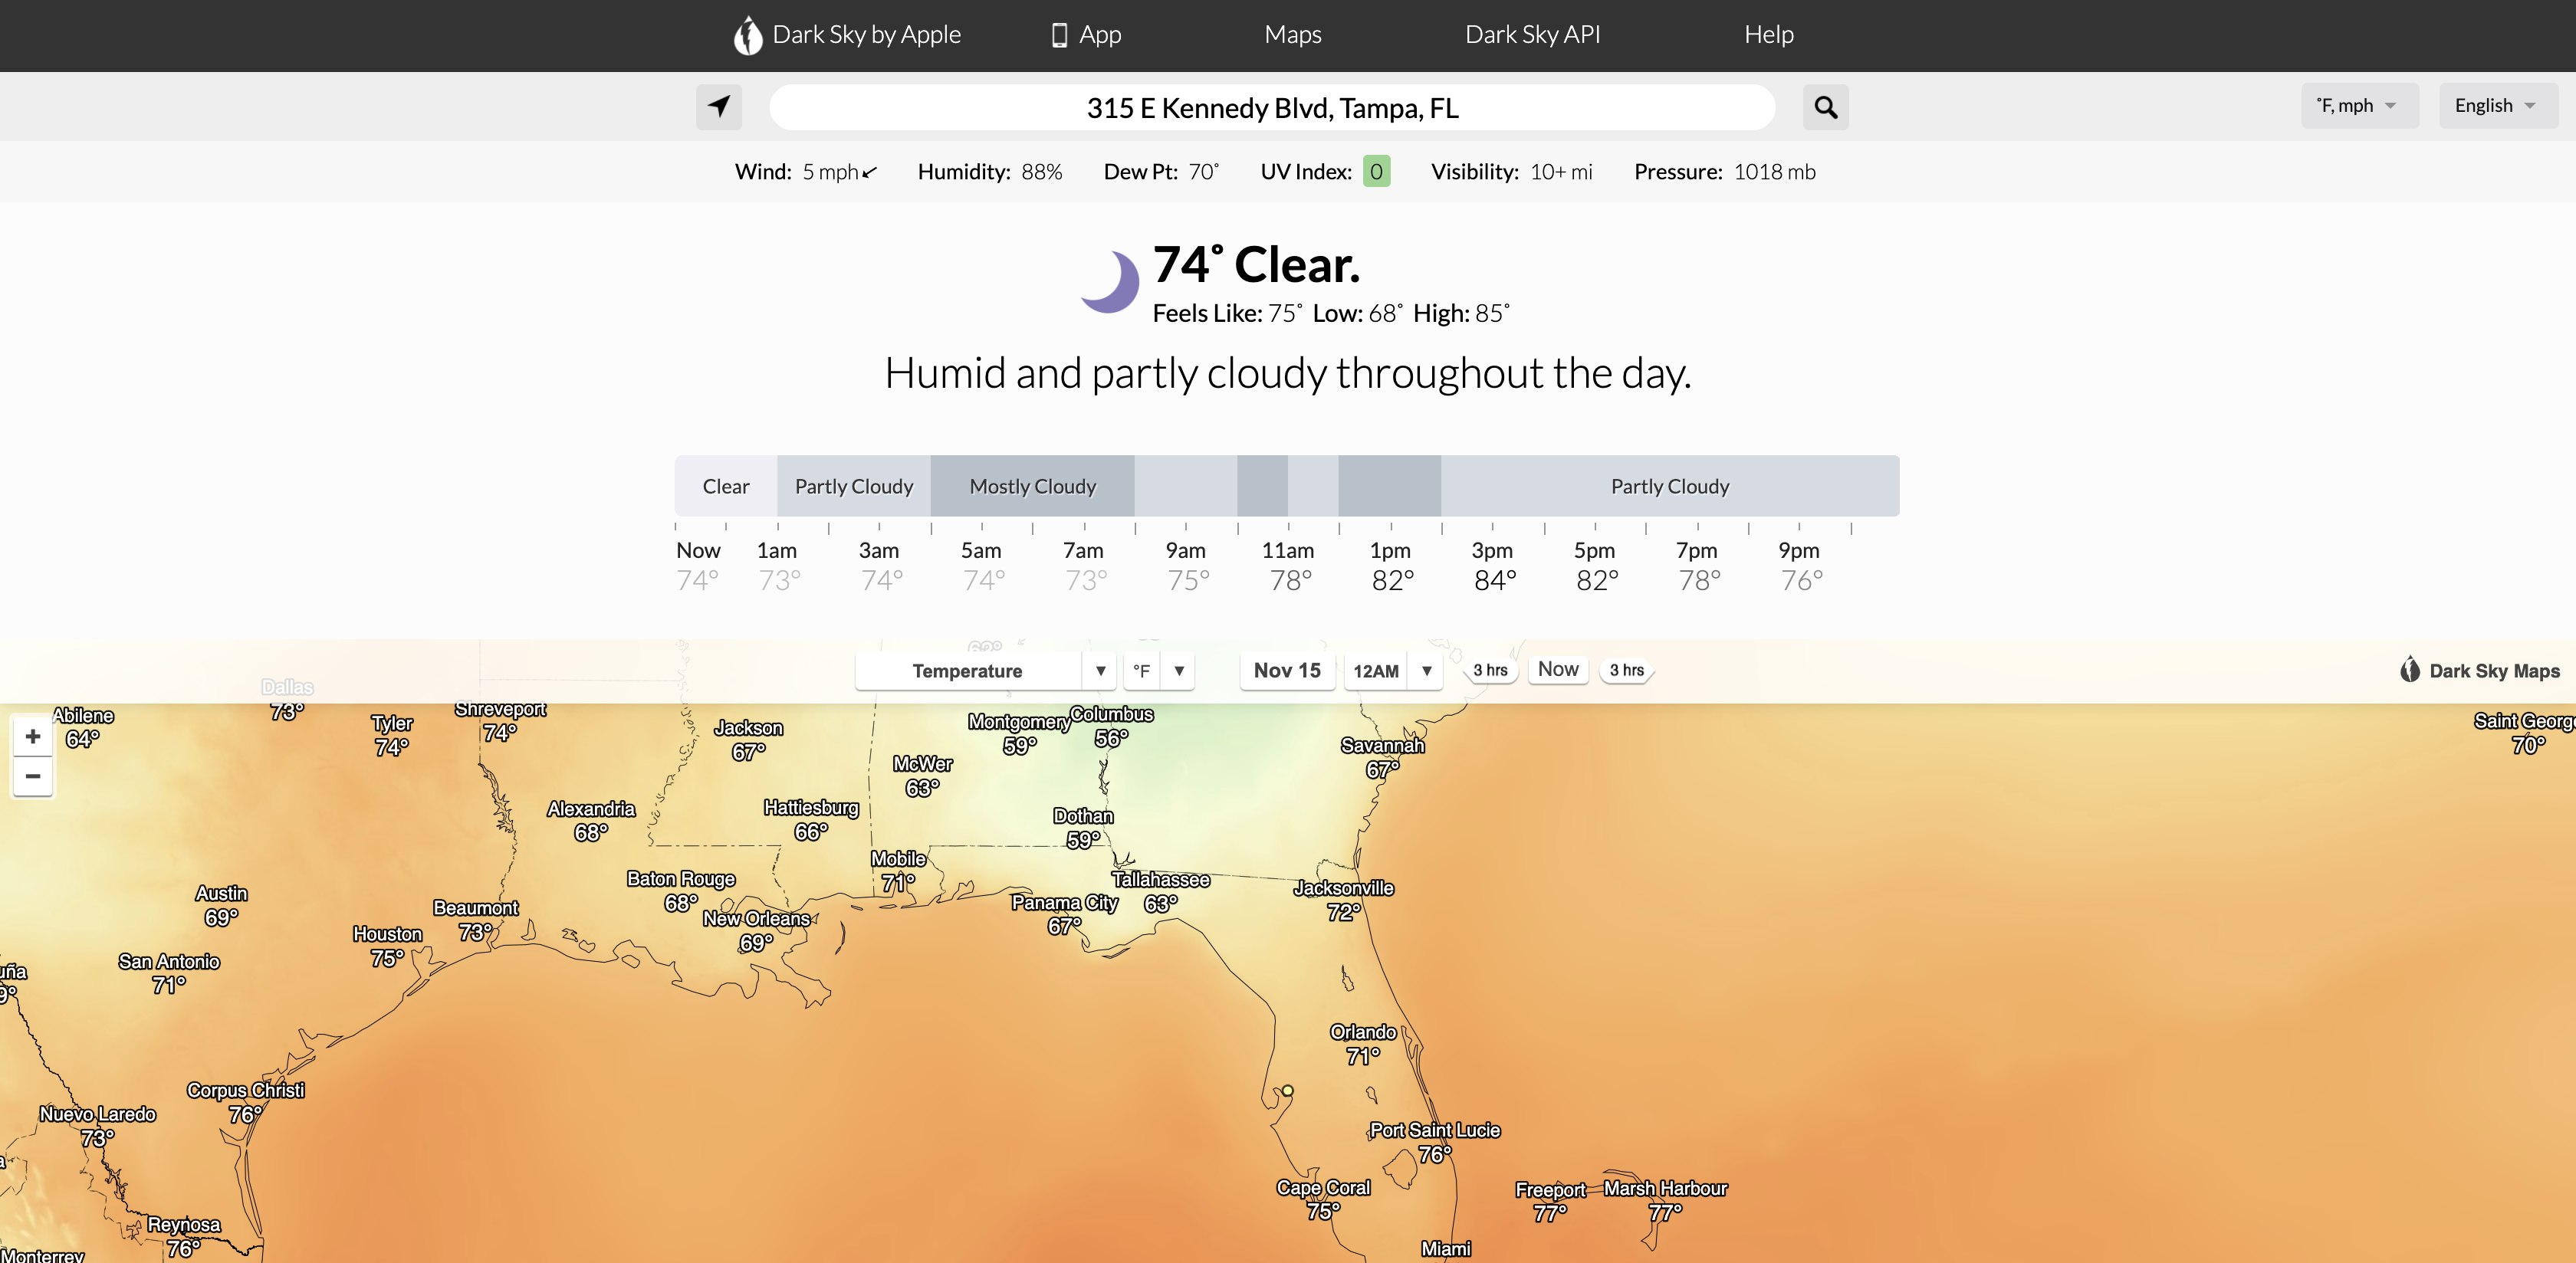 Dark Sky by Apple App Maps Dark Sky API Help
315 E Kennedy Blvd, Tampa, FL
˚F, mph English
Wind: 5 mph Humidity: 88% Dew Pt: 70˚ UV Index: 0 Visibility: 10+ mi Pressure: 1018 mb
74˚ Clear.
Feels Like: 75˚ Low: 68˚ High: 85˚
Humid and partly cloudy throughout the day.
Clear Partly Cloudy Mostly Cloudy Partly Cloudy
Now 1am 3am 5am 7am 9am 11am 1pm 3pm 5pm 7pm 9pm
74° 73° 74° 74° 73° 75° 78° 82° 84° 82° 78° 76°
Temperature ▼ °F ▼ Nov 15 12AM ▼ 3 hrs Now 3 hrs
Dark Sky Maps
+
−
Dallas
73°
Abilene
64°
Tyler
74°
Shreveport
74°
Jackson
67°
Montgomery
59°
Columbus
56°
Savannah
67°
Saint Georg
70°
McWer
63°
Alexandria
68°
Hattiesburg
66°
Dothan
59°
Mobile
71°
Baton Rouge
68°
New Orleans
69°
Panama City
67°
Tallahassee
63°
Jacksonville
72°
Austin
69°
Beaumont
73°
Houston
75°
San Antonio
71°
uña
9°
Orlando
71°
Corpus Christi
76°
Nuevo Laredo
73°
Port Saint Lucie
76°
Cape Coral
75°
Freeport
77°
Marsh Harbour
77°
Reynosa
76°
Monterrey
Miami